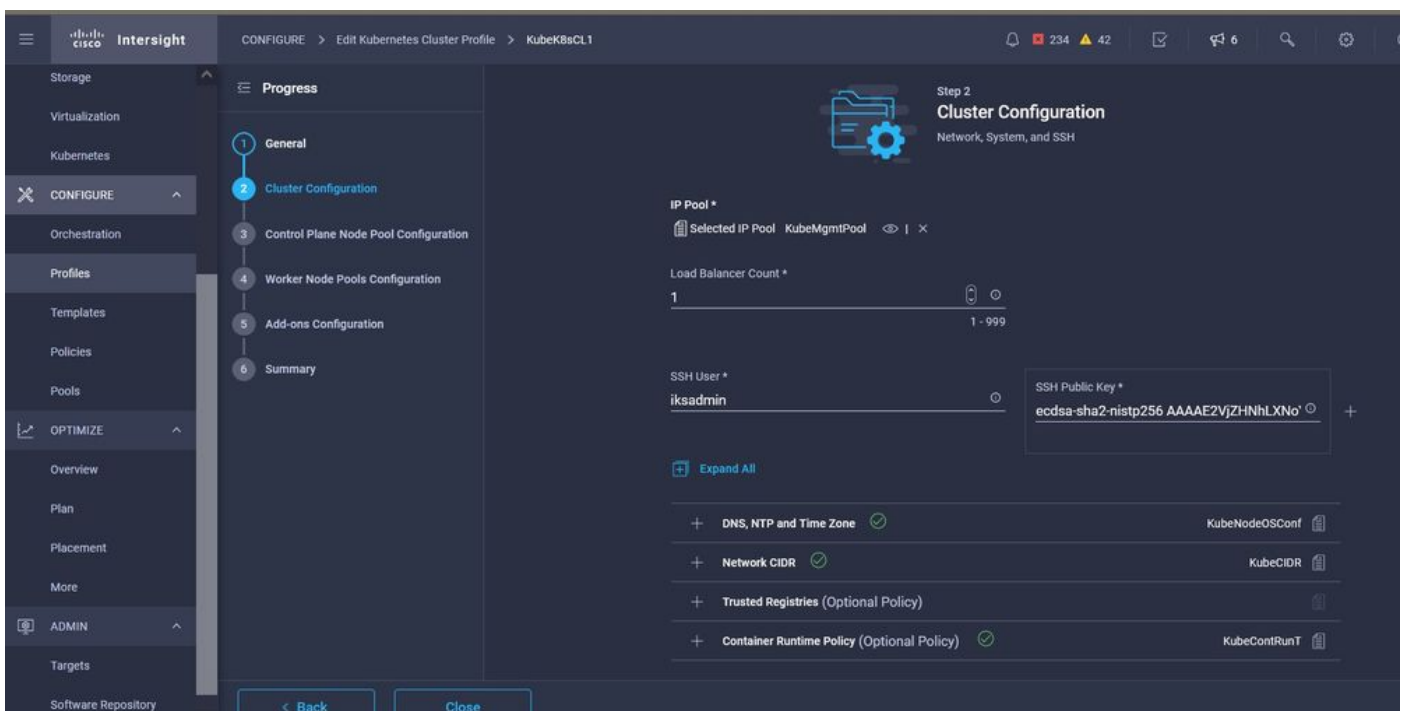 cisco Intersight
CONFIGURE > Edit Kubernetes Cluster Profile > KubeK8sCL1
234 42 6
Storage
Virtualization
Kubernetes
CONFIGURE
Orchestration
Profiles
Templates
Policies
Pools
OPTIMIZE
Overview
Plan
Placement
More
ADMIN
Targets
Software Repository
Progress
1 General
2 Cluster Configuration
3 Control Plane Node Pool Configuration
4 Worker Node Pools Configuration
5 Add-ons Configuration
6 Summary
Step 2
Cluster Configuration
Network, System, and SSH
IP Pool *
Selected IP Pool KubeMgmtPool
Load Balancer Count *
1
1 - 999
SSH User *
iksadmin
SSH Public Key *
ecdsa-sha2-nistp256 AAAAE2VjZHNhLXNo
Expand All
DNS, NTP and Time Zone KubeNodeOSConf
Network CIDR KubeCIDR
Trusted Registries (Optional Policy)
Container Runtime Policy (Optional Policy) KubeContRunT
< Back
Close